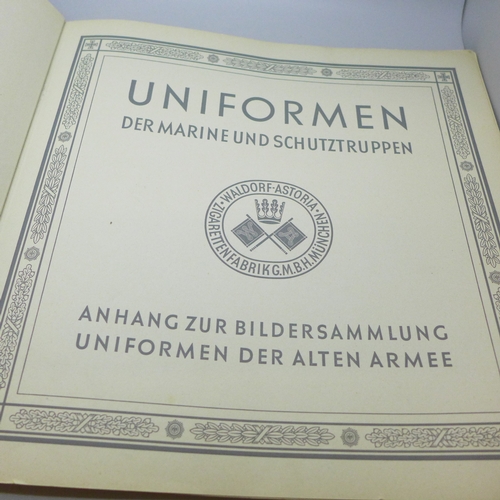 UNIFORMEN
DER MARINE UND SCHUTZTRUPPEN
WALDORF-ASTORIA
ZIGARETTENFABRIK G.M.B.H. MÜNCHEN
W A
ANHANG ZUR BILDERSAMMLUNG
UNIFORMEN DER ALTEN ARMEE